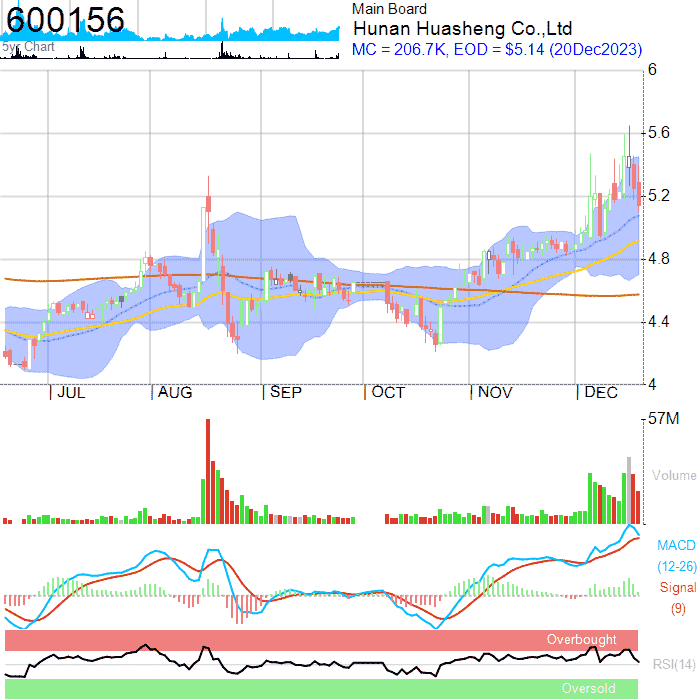 600156
5yr Chart
Main Board
Hunan Huasheng Co.,Ltd
MC = 206.7K, EOD = $5.14 (20Dec2023)
6
5.6
5.2
4.8
4.4
4
| JUL | AUG | SEP | OCT | NOV | DEC
57M
Volume
MACD
(12-26)
Signal
(9)
Overbought
RSI(14)
Oversold